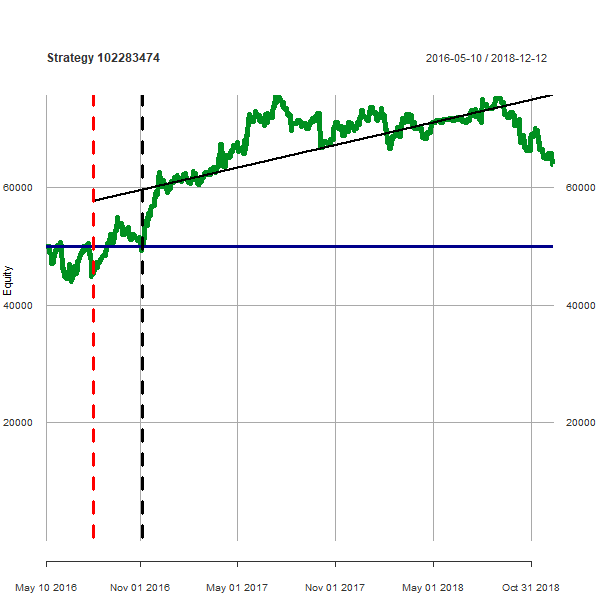 Strategy 102283474
2016-05-10 / 2018-12-12
60000
60000
Equity
40000
40000
20000
20000
May 10 2016
Nov 01 2016
May 01 2017
Nov 01 2017
May 01 2018
Oct 31 2018